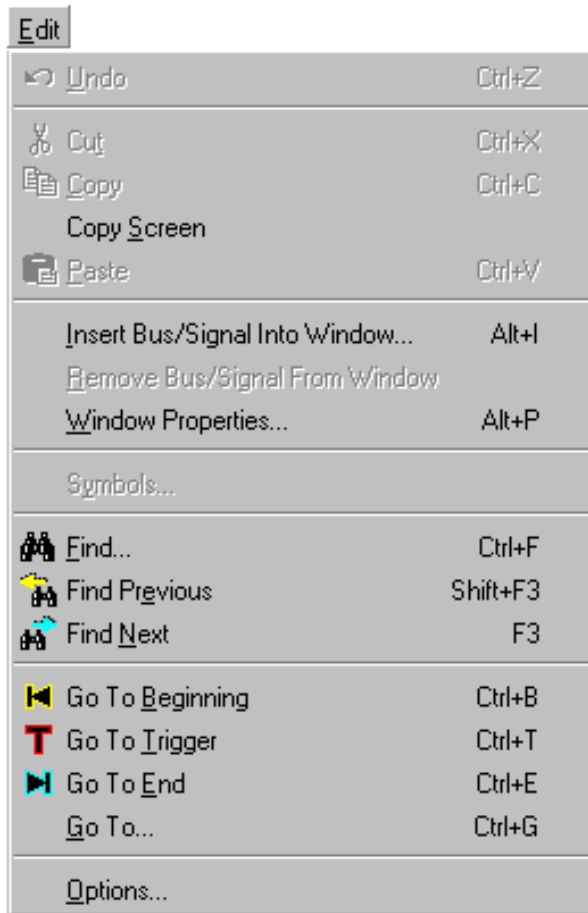 Edit
Undo Ctrl+Z
Cut Ctrl+X
Copy Ctrl+C
Copy Screen
Paste Ctrl+V
Insert Bus/Signal Into Window... Alt+I
Remove Bus/Signal From Window
Window Properties... Alt+P
Symbols...
Find... Ctrl+F
Find Previous Shift+F3
Find Next F3
Go To Beginning Ctrl+B
Go To Trigger Ctrl+T
Go To End Ctrl+E
Go To... Ctrl+G
Options...